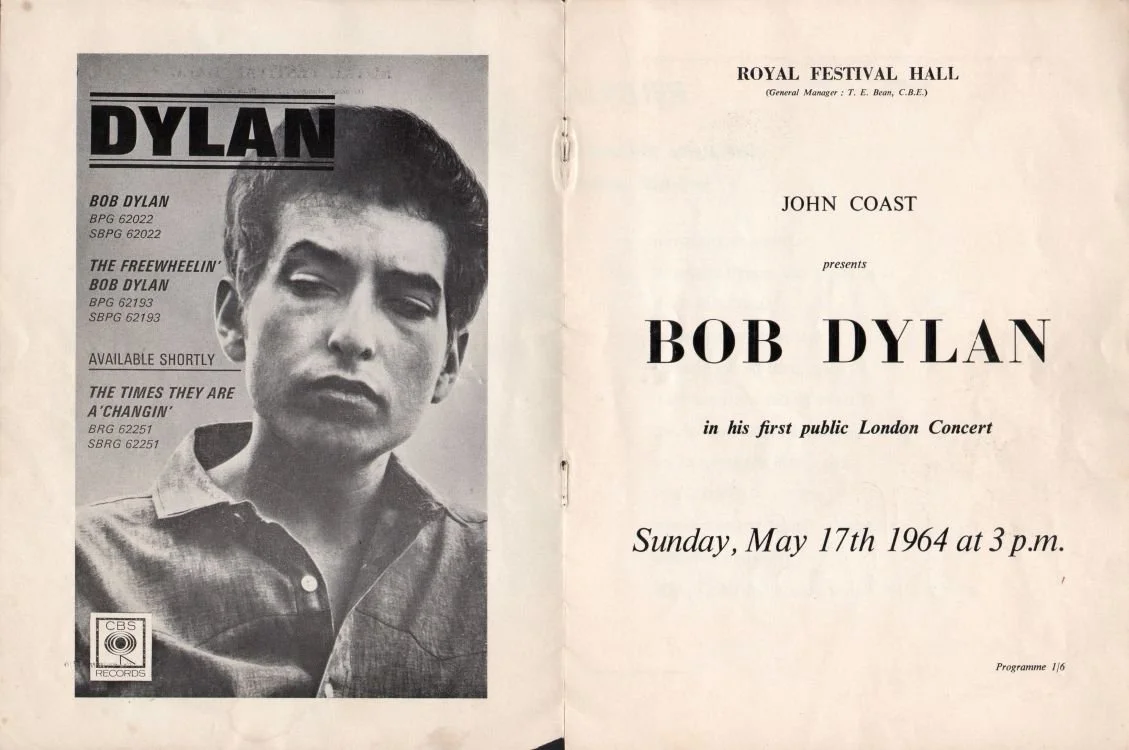 DYLAN
BOB DYLAN
BPG 62022
SBPG 62022
THE FREEWHEELIN'
BOB DYLAN
BPG 62193
SBPG 62193
AVAILABLE SHORTLY
THE TIMES THEY ARE
A'CHANGIN'
BRG 62251
SBRG 62251
CBS
RECORDS
ROYAL FESTIVAL HALL
(General Manager : T. E. Bean, C.B.E.)
JOHN COAST
presents
BOB DYLAN
in his first public London Concert
Sunday, May 17th 1964 at 3 p.m.
Programme 1/6